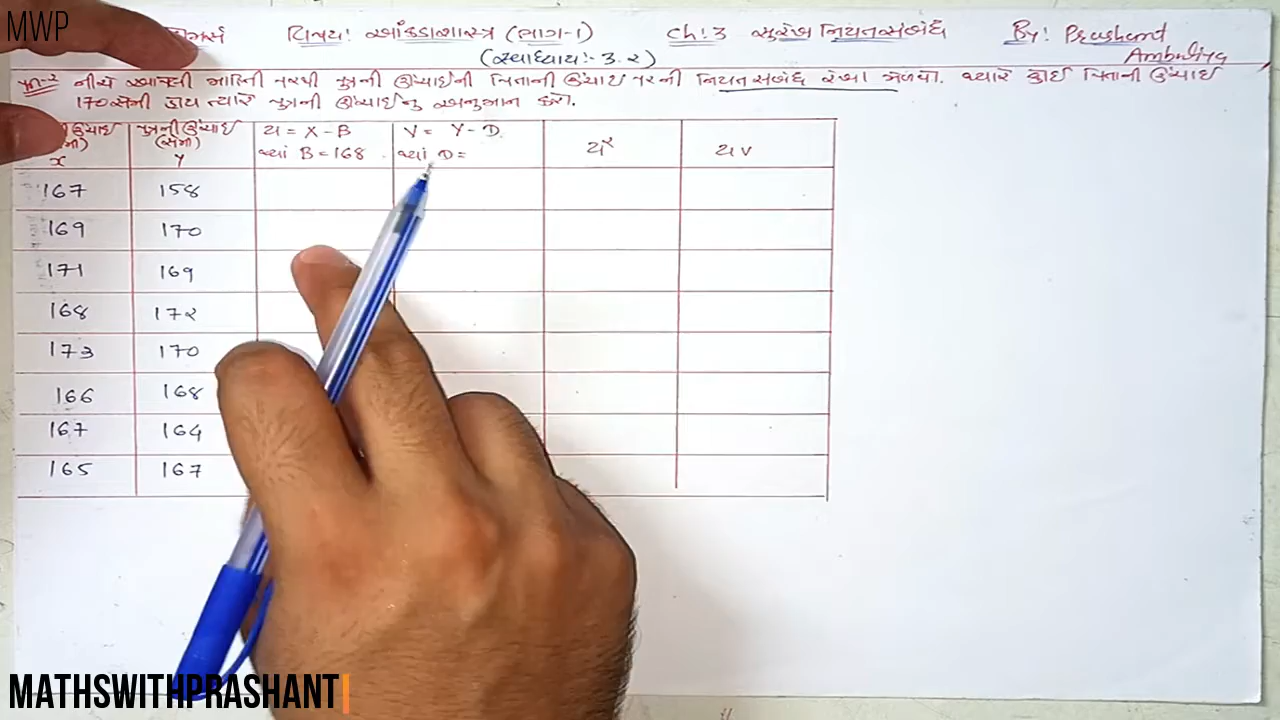 MWP
વિષય: આંકડાશાસ્ત્ર (ભાગ-૧) Ch:3 સુરેખ નિયતસંબંધ By: Prashant Ambaliya
(સ્વાધ્યાય:- 3.2)
નીચે આપેલી માહિતી પરથી પુત્રની ઊંચાઈની પિતાની ઊંચાઈ પરની નિયતસંબંધ રેખા મેળવો. જ્યારે કોઈ પિતાની ઊંચાઈ
170 સેમી હોય ત્યારે પુત્રની ઊંચાઈનું અનુમાન કરો.
ઊંચાઈ પુત્રની ઊંચાઈ u = X - B V = Y - D
(સેમી) જ્યાં B = 168 જ્યાં D = u² uv
x y
167 158
169 170
171 169
168 172
173 170
166 168
167 164
165 167
MATHSWITHPRASHANT